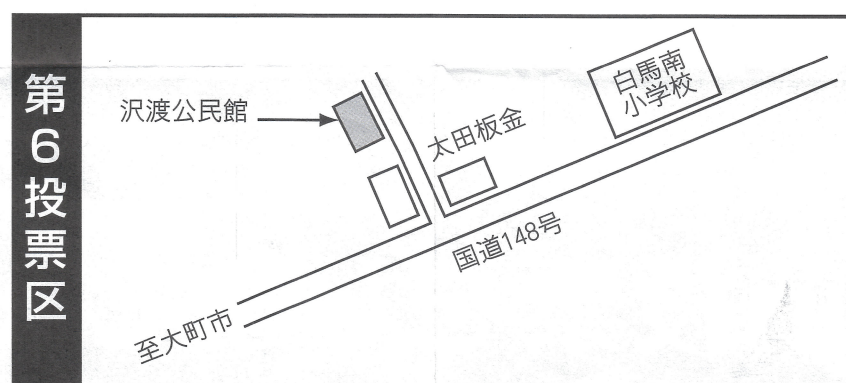 第6投票区
沢渡公民館
太田板金
白馬南
小学校
国道148号
至大町市